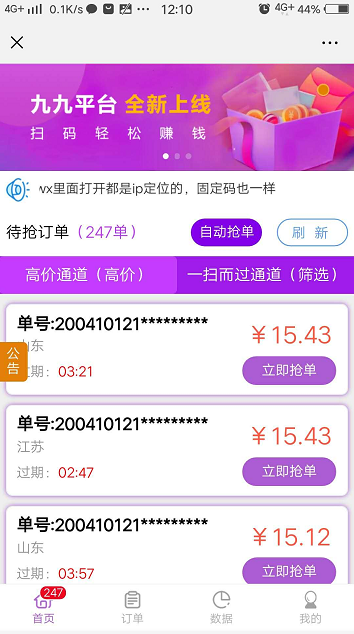 4G+ 0.1K/s 12:10 4G+ 44%
九九平台 全新上线
扫码轻松赚钱
wx里面打开都是ip定位的，固定码也一样
待抢订单（247单） 自动抢单 刷新
高价通道（高价） 一扫而过通道（筛选）
单号:200410121*********
山东
¥15.43
过期： 03:21
立即抢单
公告
单号:200410121*********
江苏
¥15.43
过期： 02:47
立即抢单
单号:200410121*********
山东
¥15.12
过期： 03:57
立即抢单
247
首页 订单 数据 我的